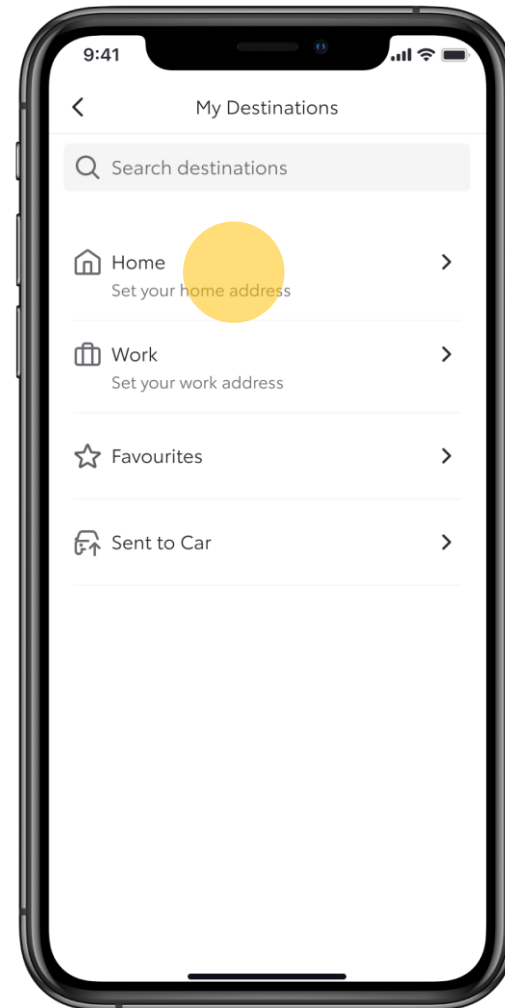 9:41
My Destinations
Search destinations
Home
Set your home address
Work
Set your work address
Favourites
Sent to Car